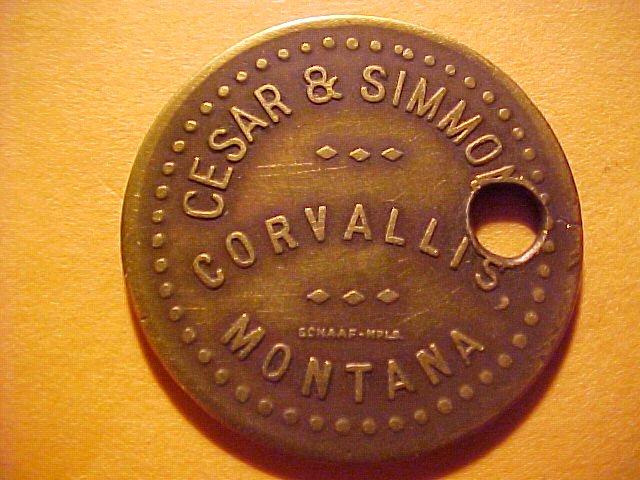 CESAR & SIMMON
CORVALLIS,
SCHAAF-MPLS.
MONTANA